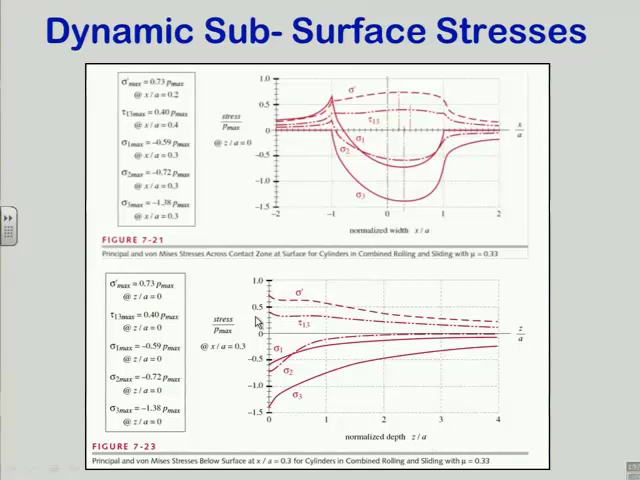 Dynamic Sub- Surface Stresses
σ'max = 0.73 pmax
@ x / a = 0.2
τ13max = 0.40 pmax
@ x / a = 0.4
σ1max = –0.59 pmax
@ x / a = 0.3
σ2max = –0.72 pmax
@ x / a = 0.3
σ3max = –1.38 pmax
@ x / a = 0.3
stress
pmax
@ z / a = 0
1.0
0.5
0
–0.5
–1.0
–1.5
σ'
τ13
σ1
σ2
σ3
x
a
–2 –1 0 1 2
normalized width x / a
FIGURE 7-21
Principal and von Mises Stresses Across Contact Zone at Surface for Cylinders in Combined Rolling and Sliding with μ = 0.33
σ'max = 0.73 pmax
@ z / a = 0
τ13max = 0.40 pmax
@ z / a = 0
σ1max = –0.59 pmax
@ z / a = 0
σ2max = –0.72 pmax
@ z / a = 0
σ3max = –1.38 pmax
@ z / a = 0
stress
pmax
@ x / a = 0.3
1.0
0.5
0
–0.5
–1.0
–1.5
σ'
τ13
σ1
σ2
σ3
z
a
0 1 2 3 4
normalized depth z / a
FIGURE 7-23
Principal and von Mises Stresses Below Surface at x / a = 0.3 for Cylinders in Combined Rolling and Sliding with μ = 0.33